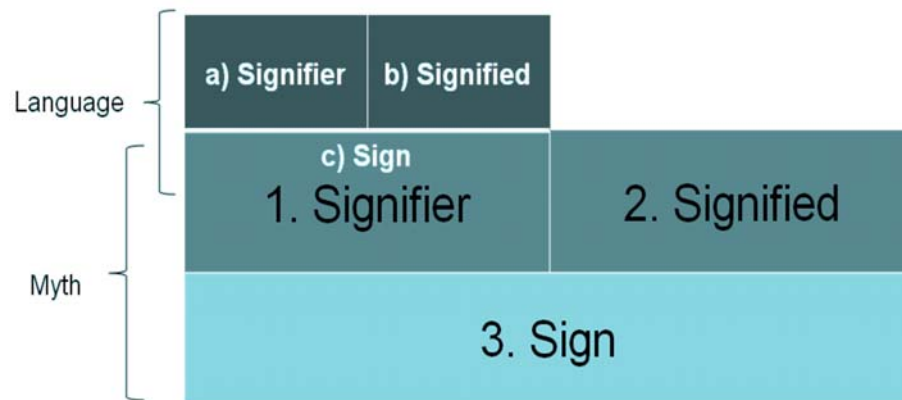 a) Signifier
b) Signified
Language
c) Sign
1. Signifier
2. Signified
Myth
3. Sign